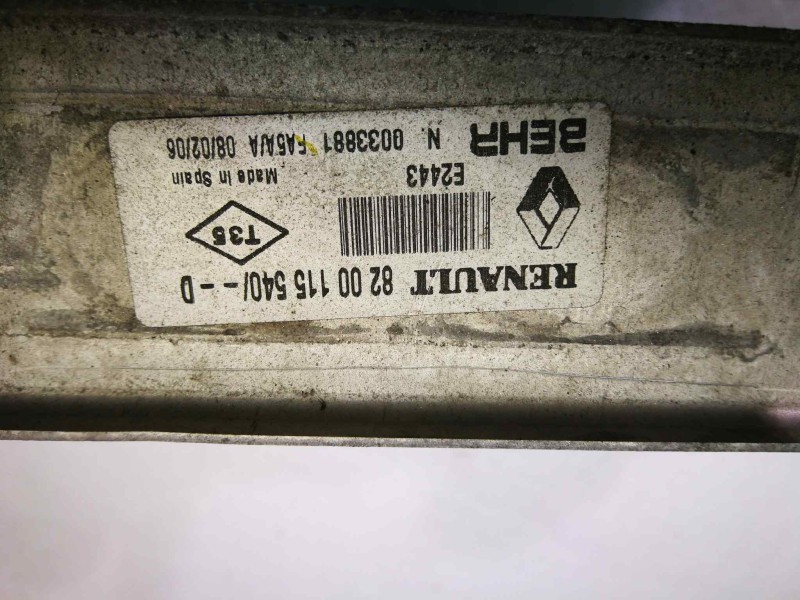 RENAULT 82 00 115 540/--D
E2443
T35
Made in Spain
BEHR N. 0033881 FA5A/A 08/02/06